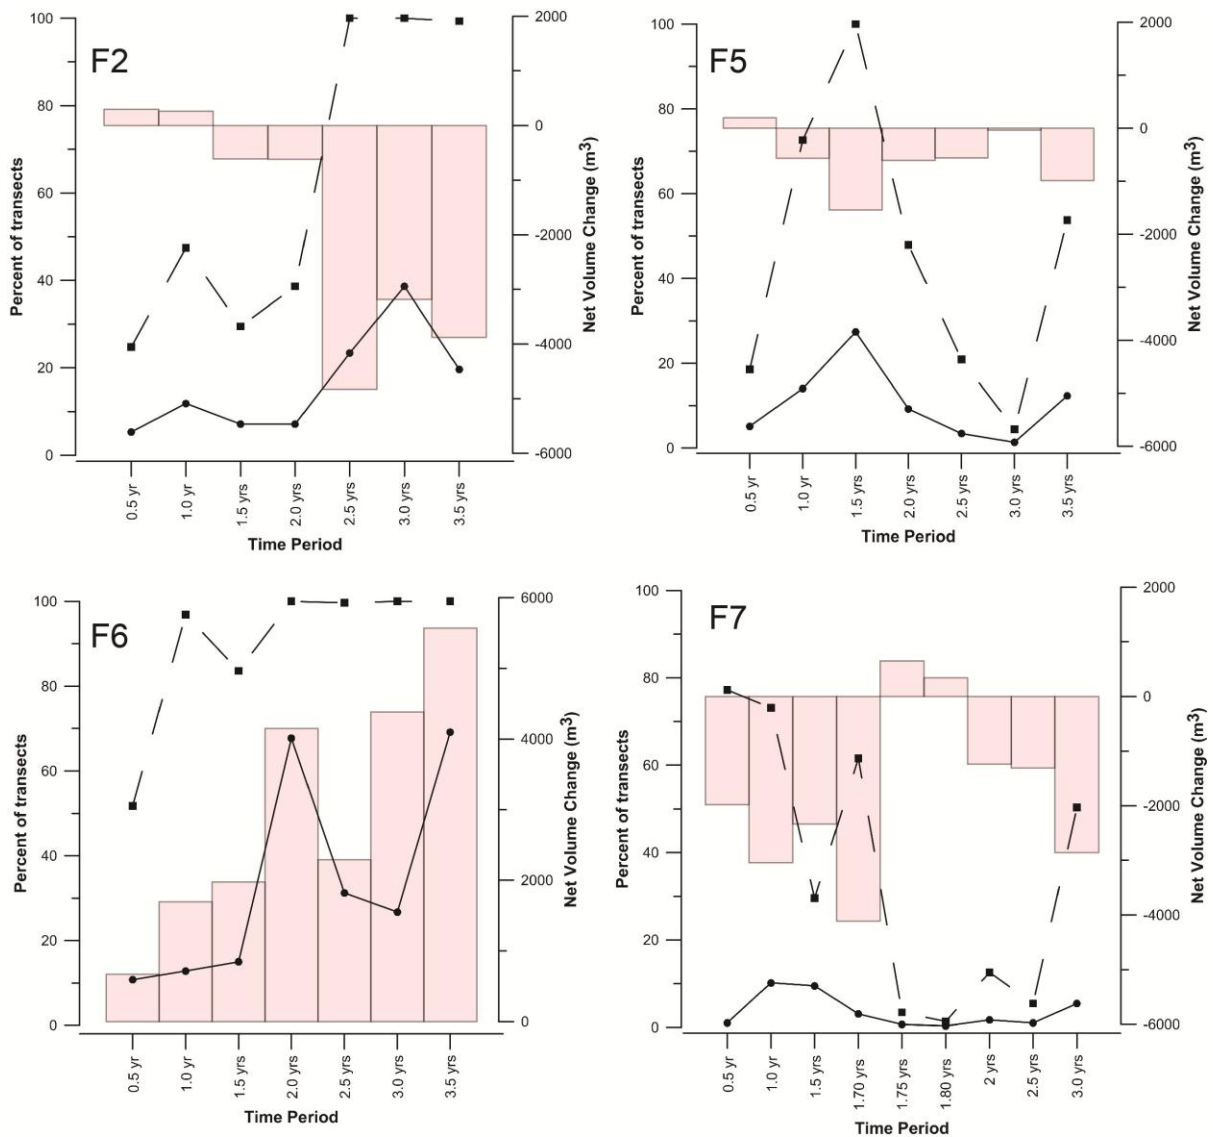 F2
Percent of transects
100
80
60
40
20
0
2000
0
-2000
-4000
-6000
Net Volume Change (m³)
0.5 yr
1.0 yr
1.5 yrs
2.0 yrs
2.5 yrs
3.0 yrs
3.5 yrs
Time Period
F5
Percent of transects
100
80
60
40
20
0
2000
0
-2000
-4000
-6000
Net Volume Change (m³)
0.5 yr
1.0 yr
1.5 yrs
2.0 yrs
2.5 yrs
3.0 yrs
3.5 yrs
Time Period
F6
Percent of transects
100
80
60
40
20
0
6000
4000
2000
0
Net Volume Change (m³)
0.5 yr
1.0 yr
1.5 yrs
2.0 yrs
2.5 yrs
3.0 yrs
3.5 yrs
Time Period
F7
Percent of transects
100
80
60
40
20
0
2000
0
-2000
-4000
-6000
Net Volume Change (m³)
0.5 yr
1.0 yr
1.5 yrs
1.70 yrs
1.75 yrs
1.80 yrs
2 yrs
2.5 yrs
3.0 yrs
Time Period